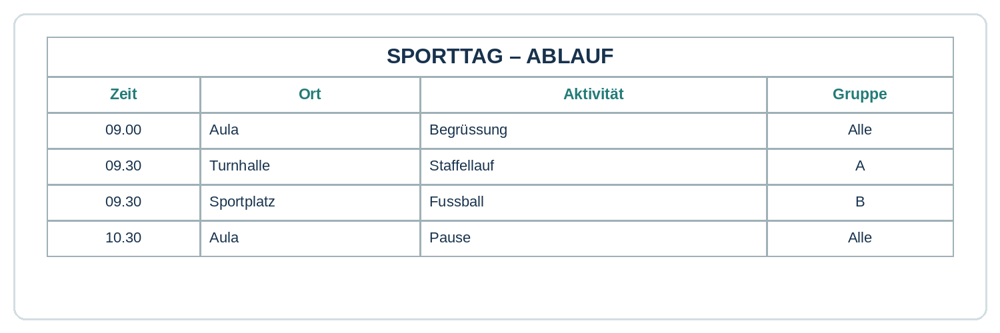 SPORTTAG – ABLAUF
Zeit Ort Aktivität Gruppe
09.00 Aula Begrüssung Alle
09.30 Turnhalle Staffellauf A
09.30 Sportplatz Fussball B
10.30 Aula Pause Alle